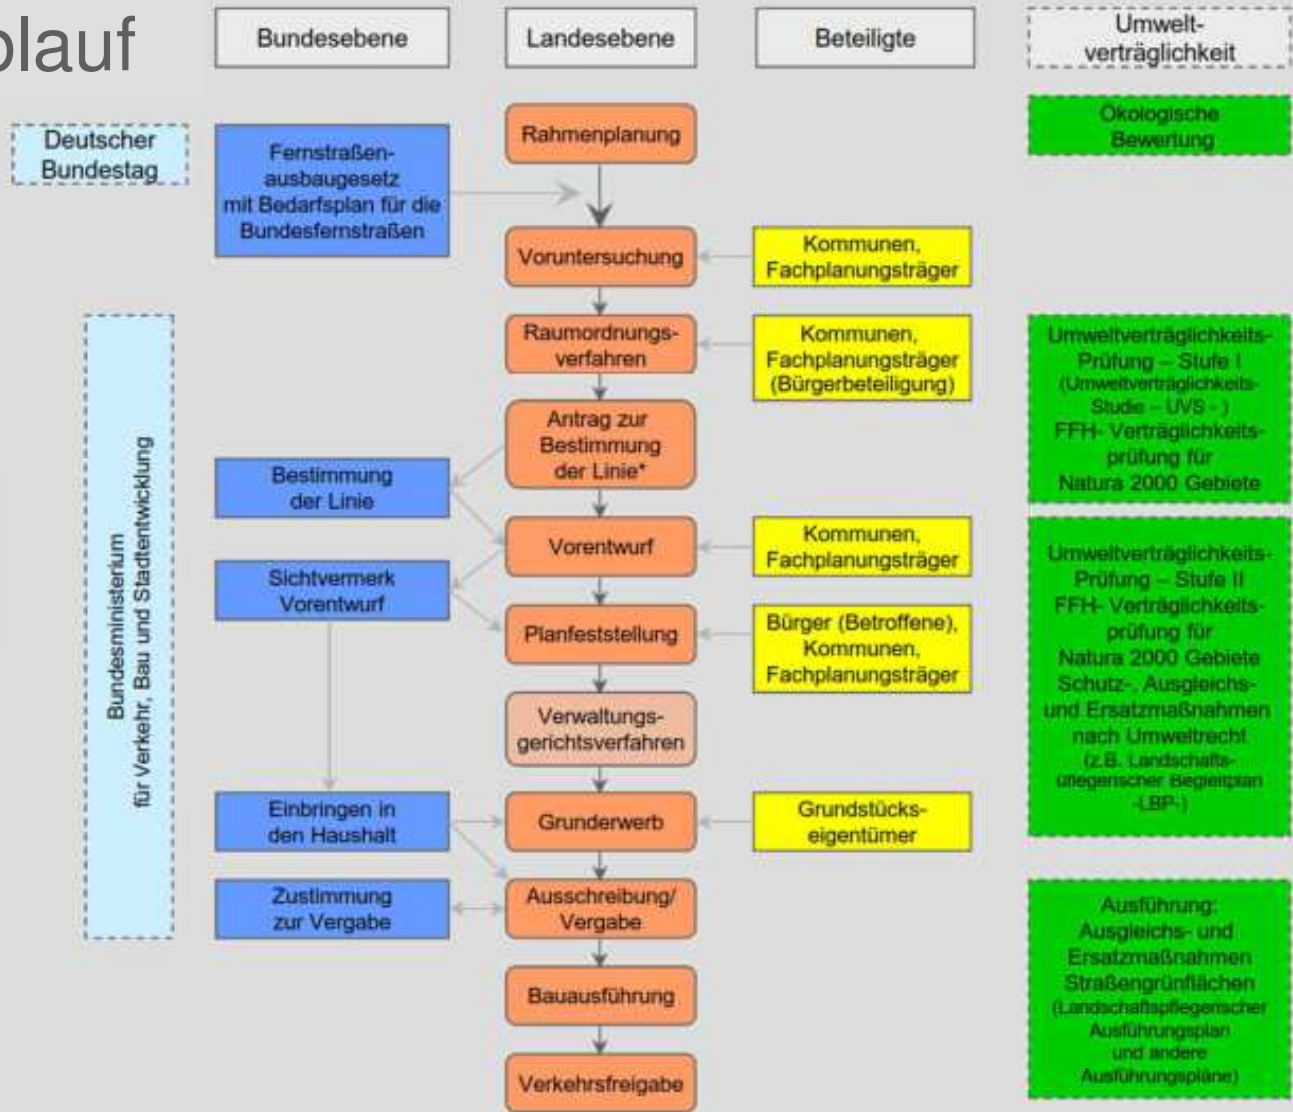 blauf
Bundesebene
Landesebene
Beteiligte
Umwelt-
verträglichkeit
Deutscher
Bundestag
Fernstraßen-
ausbaugesetz
mit Bedarfsplan für die
Bundesfernstraßen
Rahmenplanung
Ökologische
Bewertung
Voruntersuchung
Kommunen,
Fachplanungsträger
Bundesministerium
für Verkehr, Bau und Stadtentwicklung
Raumordnungs-
verfahren
Kommunen,
Fachplanungsträger
(Bürgerbeteiligung)
Umweltverträglichkeits-
Prüfung – Stufe I
(Umweltverträglichkeits-
Studie – UVS - )
FFH- Verträglichkeits-
prüfung für
Natura 2000 Gebiete
Antrag zur
Bestimmung
der Linie*
Bestimmung
der Linie
Vorentwurf
Kommunen,
Fachplanungsträger
Umweltverträglichkeits-
Prüfung – Stufe II
FFH- Verträglichkeits-
prüfung für
Natura 2000 Gebiete
Schutz-, Ausgleichs-
und Ersatzmaßnahmen
nach Umweltrecht
(z.B. Landschafts-
pflegerischer Begleitplan
-LBP-)
Sichtvermerk
Vorentwurf
Planfeststellung
Bürger (Betroffene),
Kommunen,
Fachplanungsträger
Verwaltungs-
gerichtsverfahren
Einbringen in
den Haushalt
Grunderwerb
Grundstücks-
eigentümer
Zustimmung
zur Vergabe
Ausschreibung/
Vergabe
Ausführung:
Ausgleichs- und
Ersatzmaßnahmen
Straßengrünflächen
(Landschaftspflegerischer
Ausführungsplan
und andere
Ausführungspläne)
Bauausführung
Verkehrsfreigabe